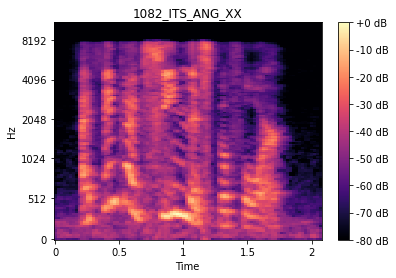 1082_ITS_ANG_XX
8192
4096
2048
1024
512
0
Hz
0
0.5
1
1.5
2
Time
+0 dB
-10 dB
-20 dB
-30 dB
-40 dB
-50 dB
-60 dB
-70 dB
-80 dB